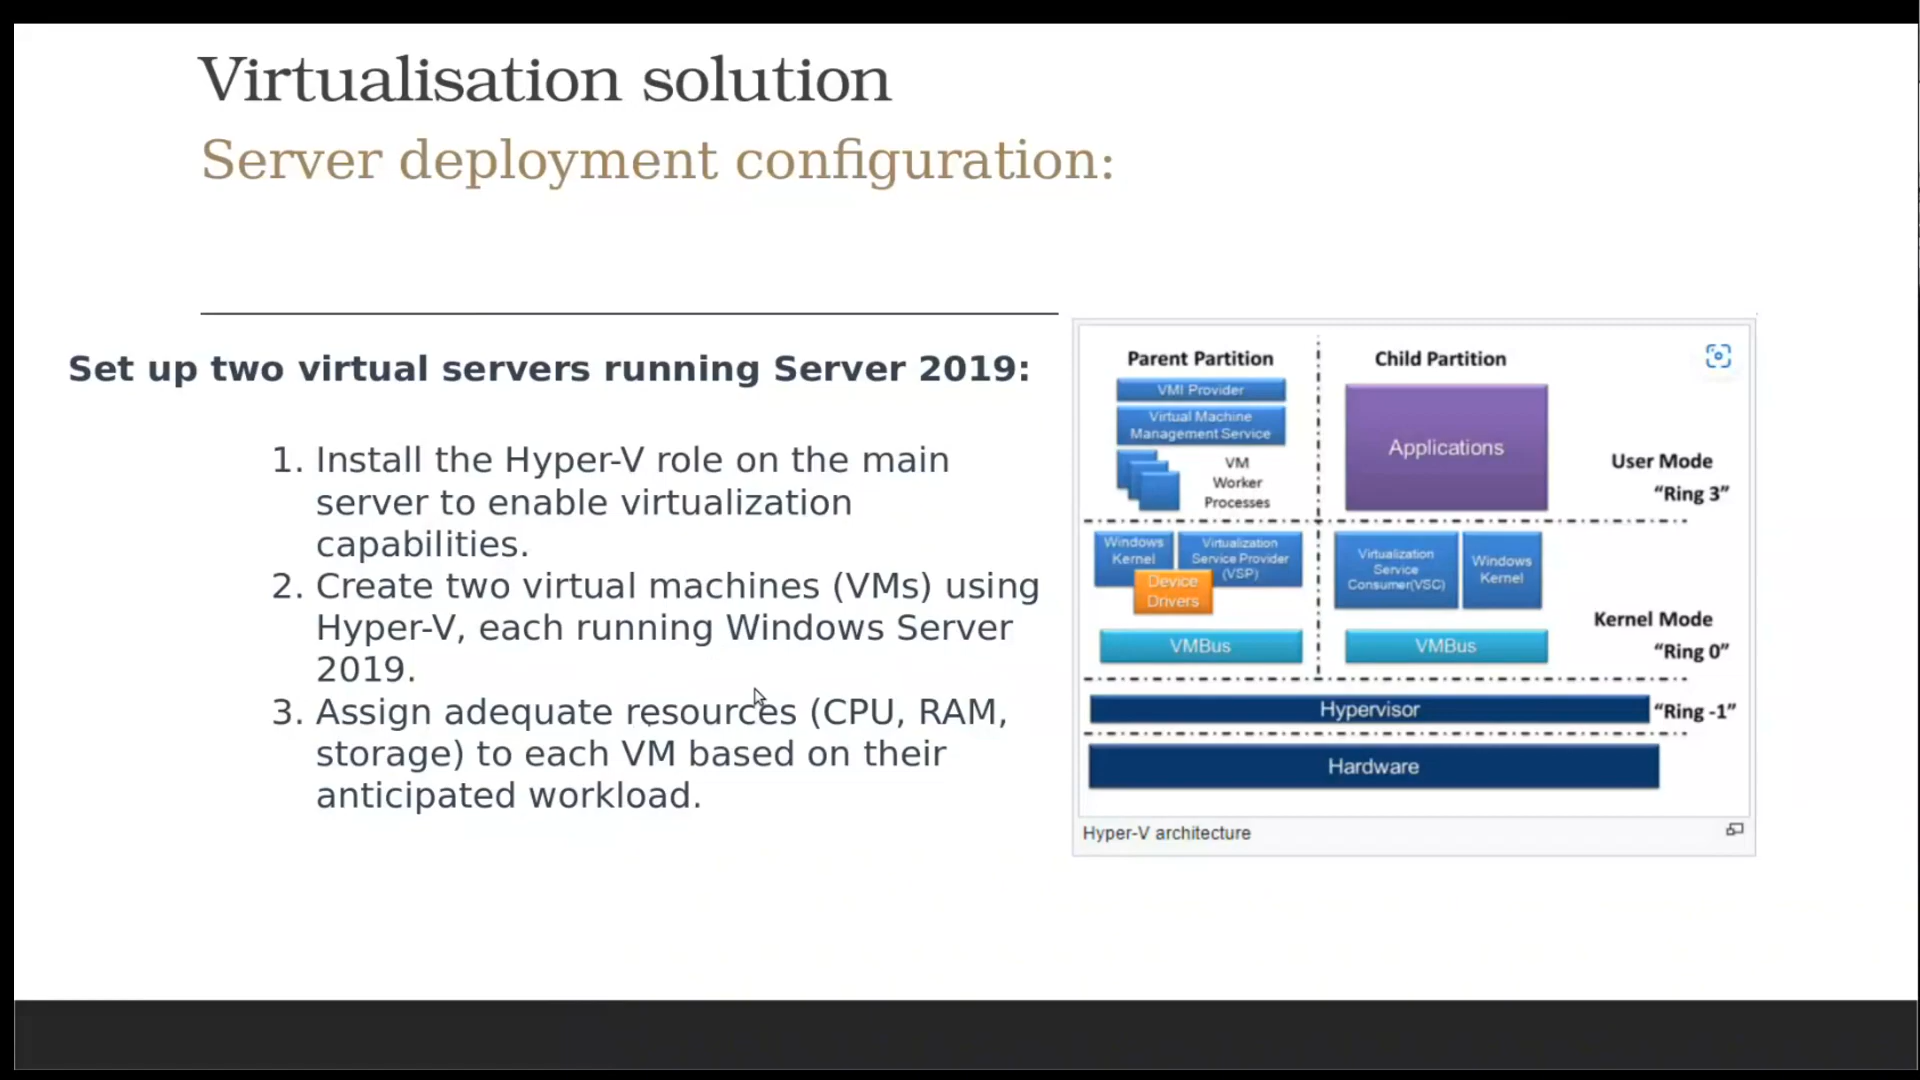 Virtualisation solution
Server deployment configuration:
Set up two virtual servers running Server 2019:
1. Install the Hyper-V role on the main
server to enable virtualization
capabilities.
2. Create two virtual machines (VMs) using
Hyper-V, each running Windows Server
2019.
3. Assign adequate resources (CPU, RAM,
storage) to each VM based on their
anticipated workload.
Parent Partition
VMI Provider
Virtual Machine
Management Service
VM
Worker
Processes
Child Partition
Applications
User Mode
“Ring 3”
Windows
Kernel
Virtualization
Service Provider
(VSP)
Device
Drivers
VMBus
Virtualization
Service
Consumer(VSC)
Windows
Kernel
VMBus
Kernel Mode
“Ring 0”
Hypervisor
“Ring -1”
Hardware
Hyper-V architecture